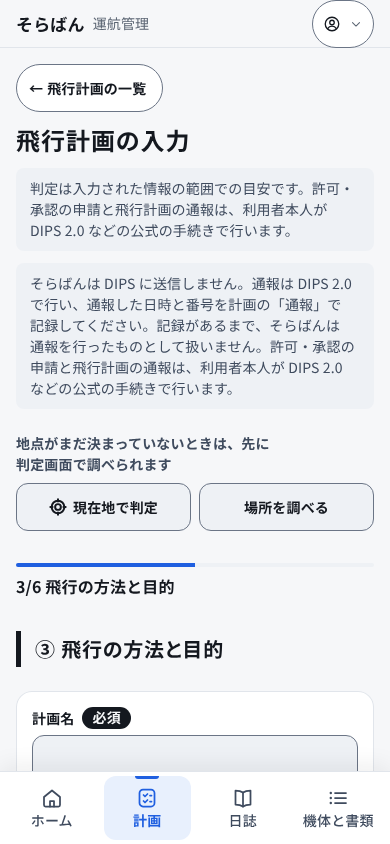 そらばん 運航管理
← 飛行計画の一覧
飛行計画の入力
判定は入力された情報の範囲での目安です。許可・
承認の申請と飛行計画の通報は、利用者本人が
DIPS 2.0 などの公式の手続きで行います。
そらばんは DIPS に送信しません。通報は DIPS 2.0
で行い、通報した日時と番号を計画の「通報」で
記録してください。記録があるまで、そらばんは
通報を行ったものとして扱いません。許可・承認の
申請と飛行計画の通報は、利用者本人が DIPS 2.0
などの公式の手続きで行います。
地点がまだ決まっていないときは、先に
判定画面で調べられます
現在地で判定 場所を調べる
3/6 飛行の方法と目的
③ 飛行の方法と目的
計画名 必須
ホーム 計画 日誌 機体と書類